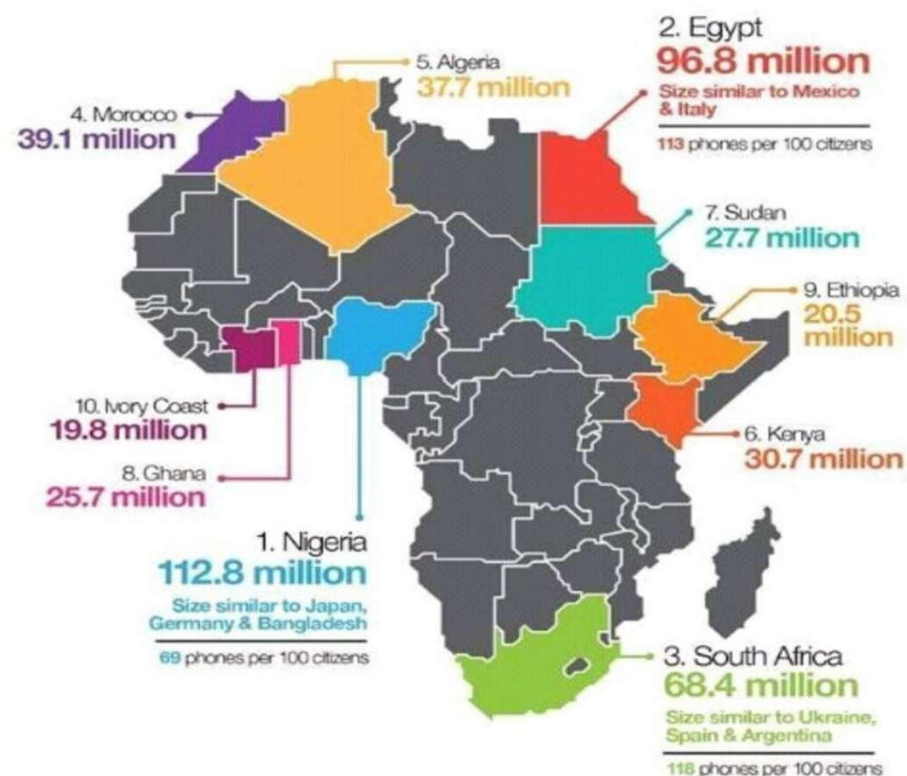 2. Egypt
96.8 million
Size similar to Mexico
& Italy
113 phones per 100 citizens
5. Algeria
37.7 million
4. Morocco
39.1 million
7. Sudan
27.7 million
9. Ethiopia
20.5
million
10. Ivory Coast
19.8 million
6. Kenya
30.7 million
8. Ghana
25.7 million
1. Nigeria
112.8 million
Size similar to Japan,
Germany & Bangladesh
69 phones per 100 citizens
3. South Africa
68.4 million
Size similar to Ukraine,
Spain & Argentina
118 phones per 100 citizens